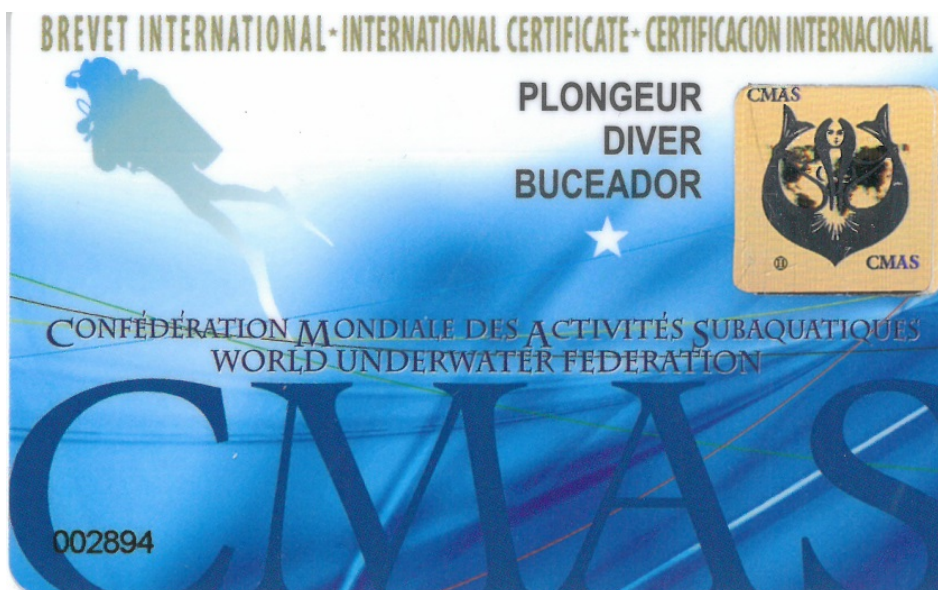 BREVET INTERNATIONAL * INTERNATIONAL CERTIFICATE * CERTIFICACION INTERNACIONAL
PLONGEUR
DIVER
BUCEADOR
CMAS
CMAS
CONFÉDÉRATION MONDIALE DES ACTIVITÉS SUBAQUATIQUES
WORLD UNDERWATER FEDERATION
CMAS
002894